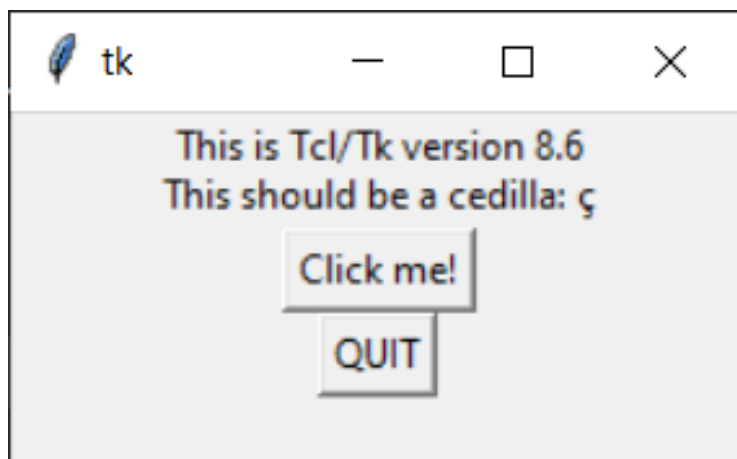 tk
This is Tcl/Tk version 8.6
This should be a cedilla: ç
Click me!
QUIT